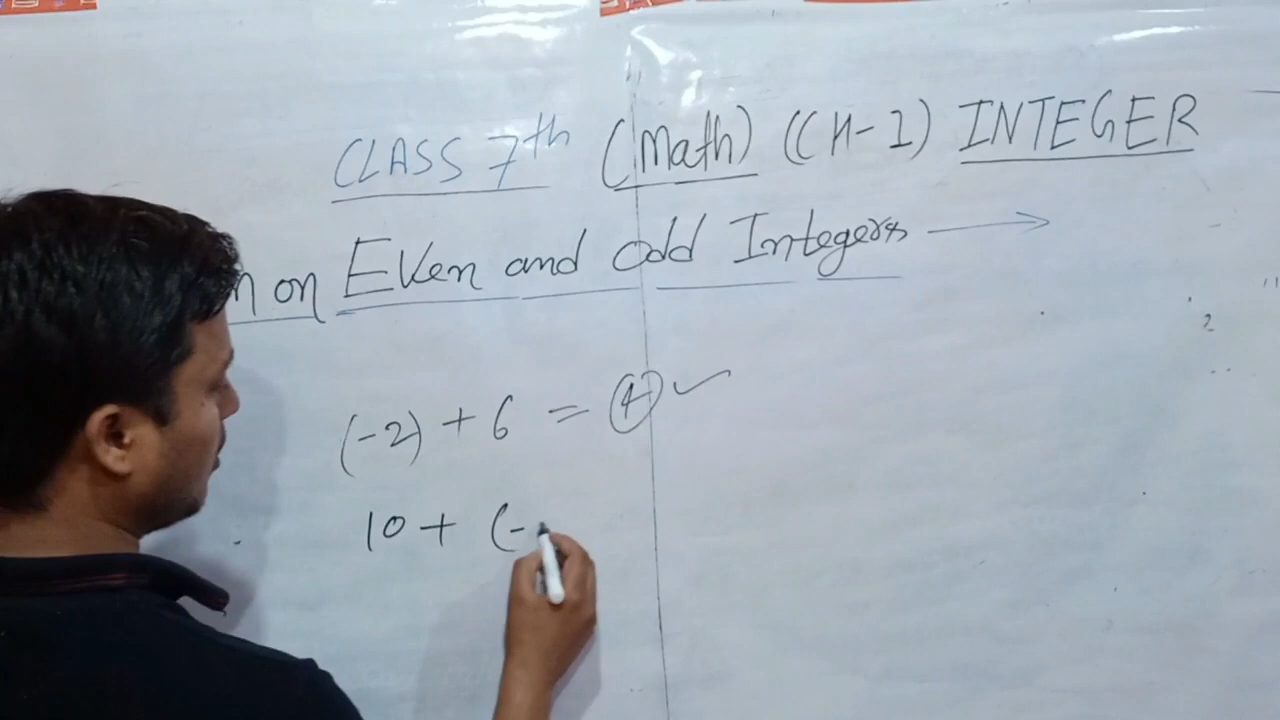 CLASS 7th (Math) (CH-1) INTEGER
on Even and odd Integers →
(-2) + 6 = 4 ✓
10 + (-